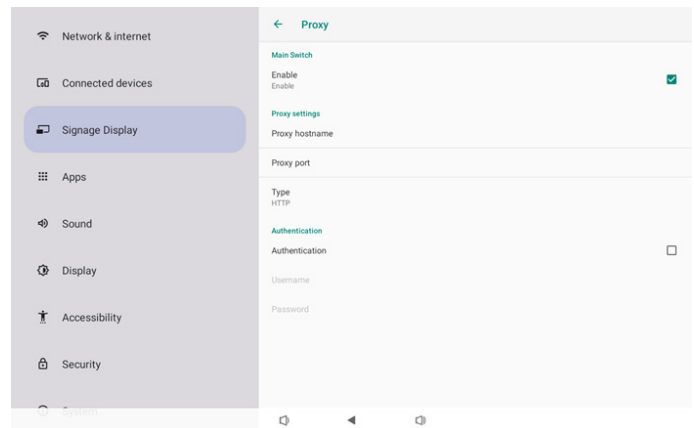 Network & internet
Connected devices
Signage Display
Apps
Sound
Display
Accessibility
Security
System
Proxy
Main Switch
Enable
Enable
Proxy settings
Proxy hostname
Proxy port
Type
HTTP
Authentication
Authentication
Username
Password